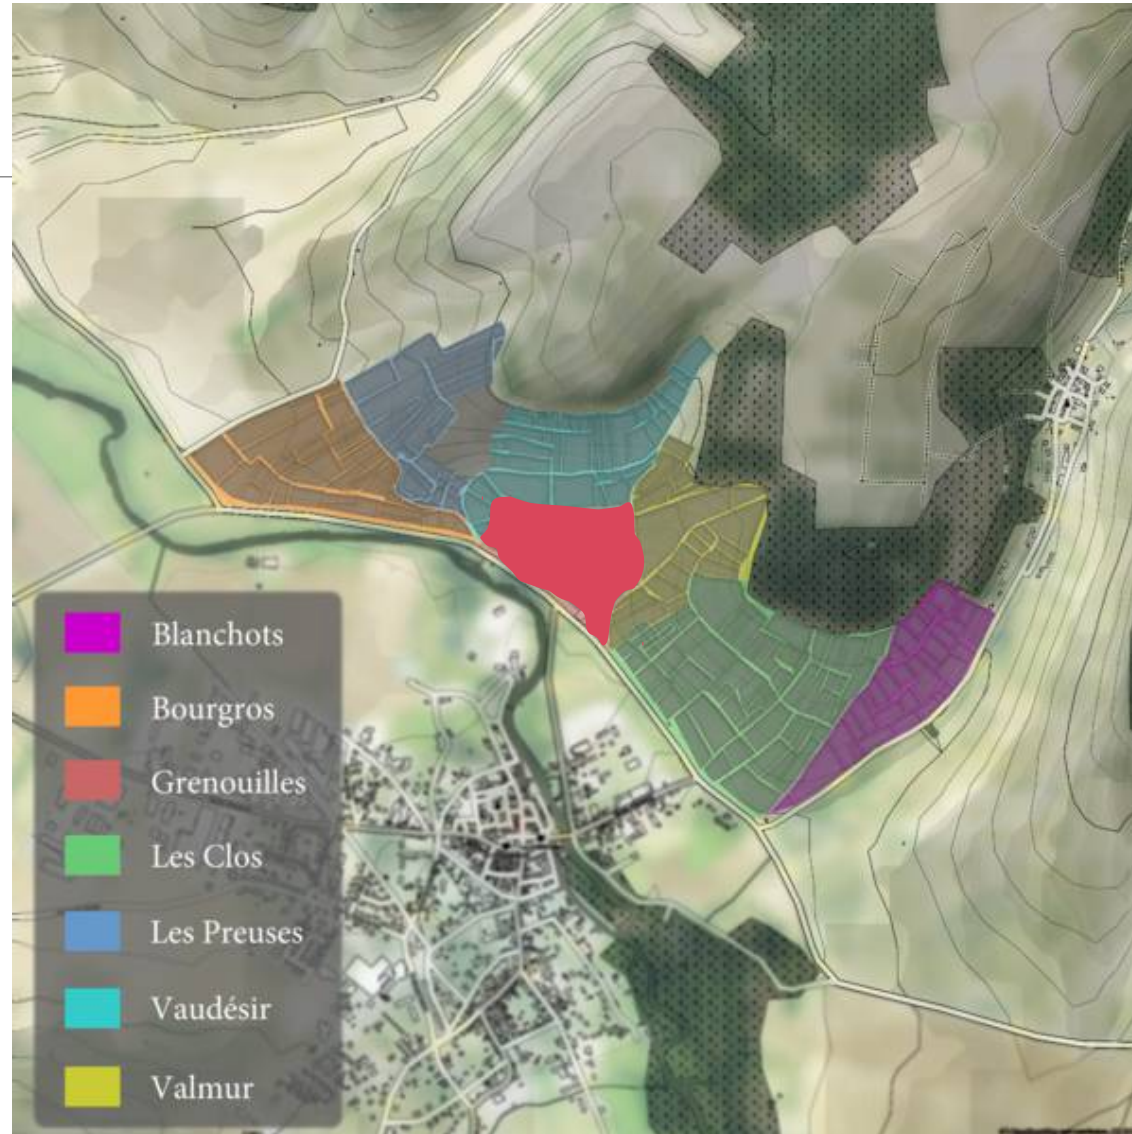 Blanchots
Bourgros
Grenouilles
Les Clos
Les Preuses
Vaudésir
Valmur